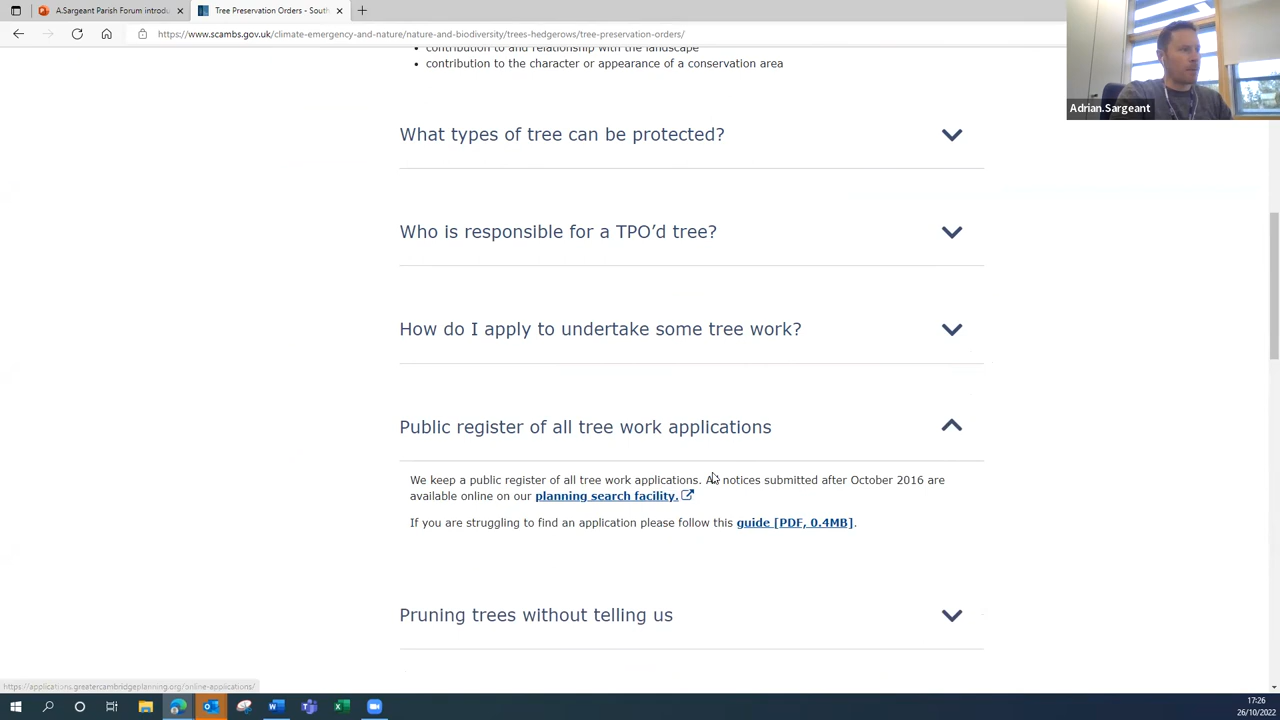 A.Sargeant Parish Forum introdu
Tree Preservation Orders - South
https://www.scambs.gov.uk/climate-emergency-and-nature/nature-and-biodiversity/trees-hedgerows/tree-preservation-orders/
contribution to and relationship with the landscape
• contribution to the character or appearance of a conservation area
Adrian.Sargeant
What types of tree can be protected?
Who is responsible for a TPO’d tree?
How do I apply to undertake some tree work?
Public register of all tree work applications
We keep a public register of all tree work applications. All notices submitted after October 2016 are
available online on our planning search facility.
If you are struggling to find an application please follow this guide [PDF, 0.4MB].
Pruning trees without telling us
https://applications.greatercambridgeplanning.org/online-applications/
17:26
26/10/2022